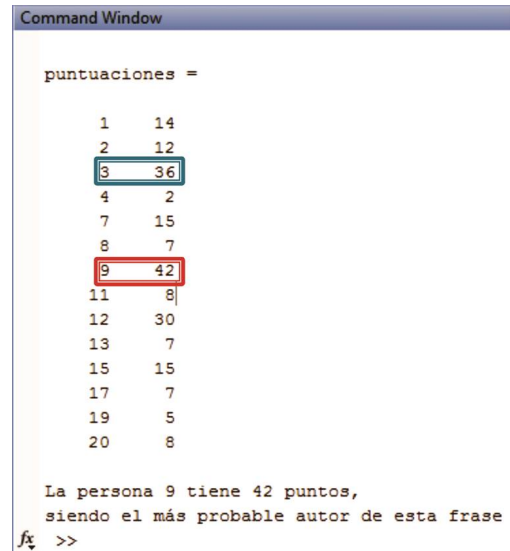 Command Window
puntuaciones =
1 14
2 12
3 36
4 2
7 15
8 7
9 42
11 8
12 30
13 7
15 15
17 7
19 5
20 8
La persona 9 tiene 42 puntos,
siendo el más probable autor de esta frase
fx >>